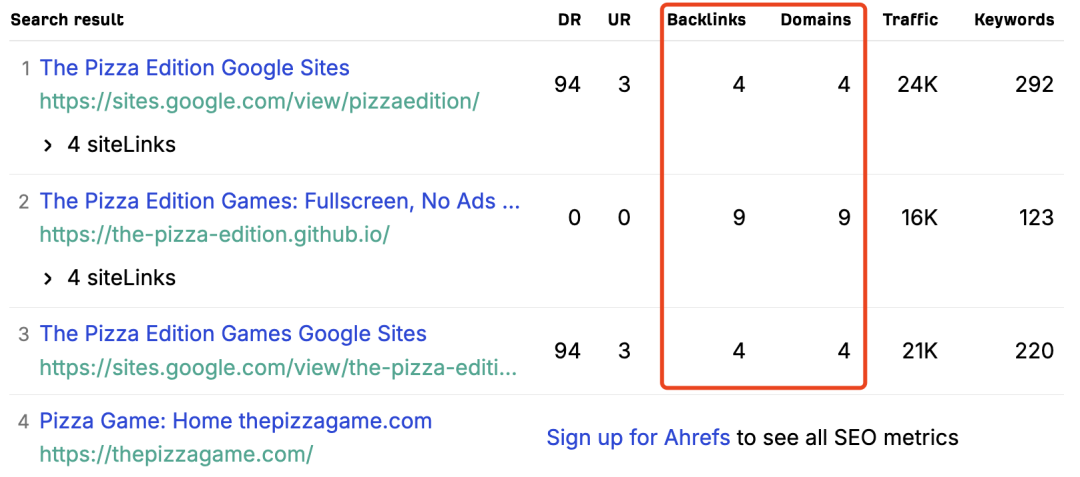 Search result DR UR Backlinks Domains Traffic Keywords
1 The Pizza Edition Google Sites
https://sites.google.com/view/pizzaedition/ 94 3 4 4 24K 292
4 siteLinks
2 The Pizza Edition Games: Fullscreen, No Ads ...
https://the-pizza-edition.github.io/ 0 0 9 9 16K 123
4 siteLinks
3 The Pizza Edition Games Google Sites
https://sites.google.com/view/the-pizza-editi... 94 3 4 4 21K 220
4 Pizza Game: Home thepizzagame.com
https://thepizzagame.com/ Sign up for Ahrefs to see all SEO metrics